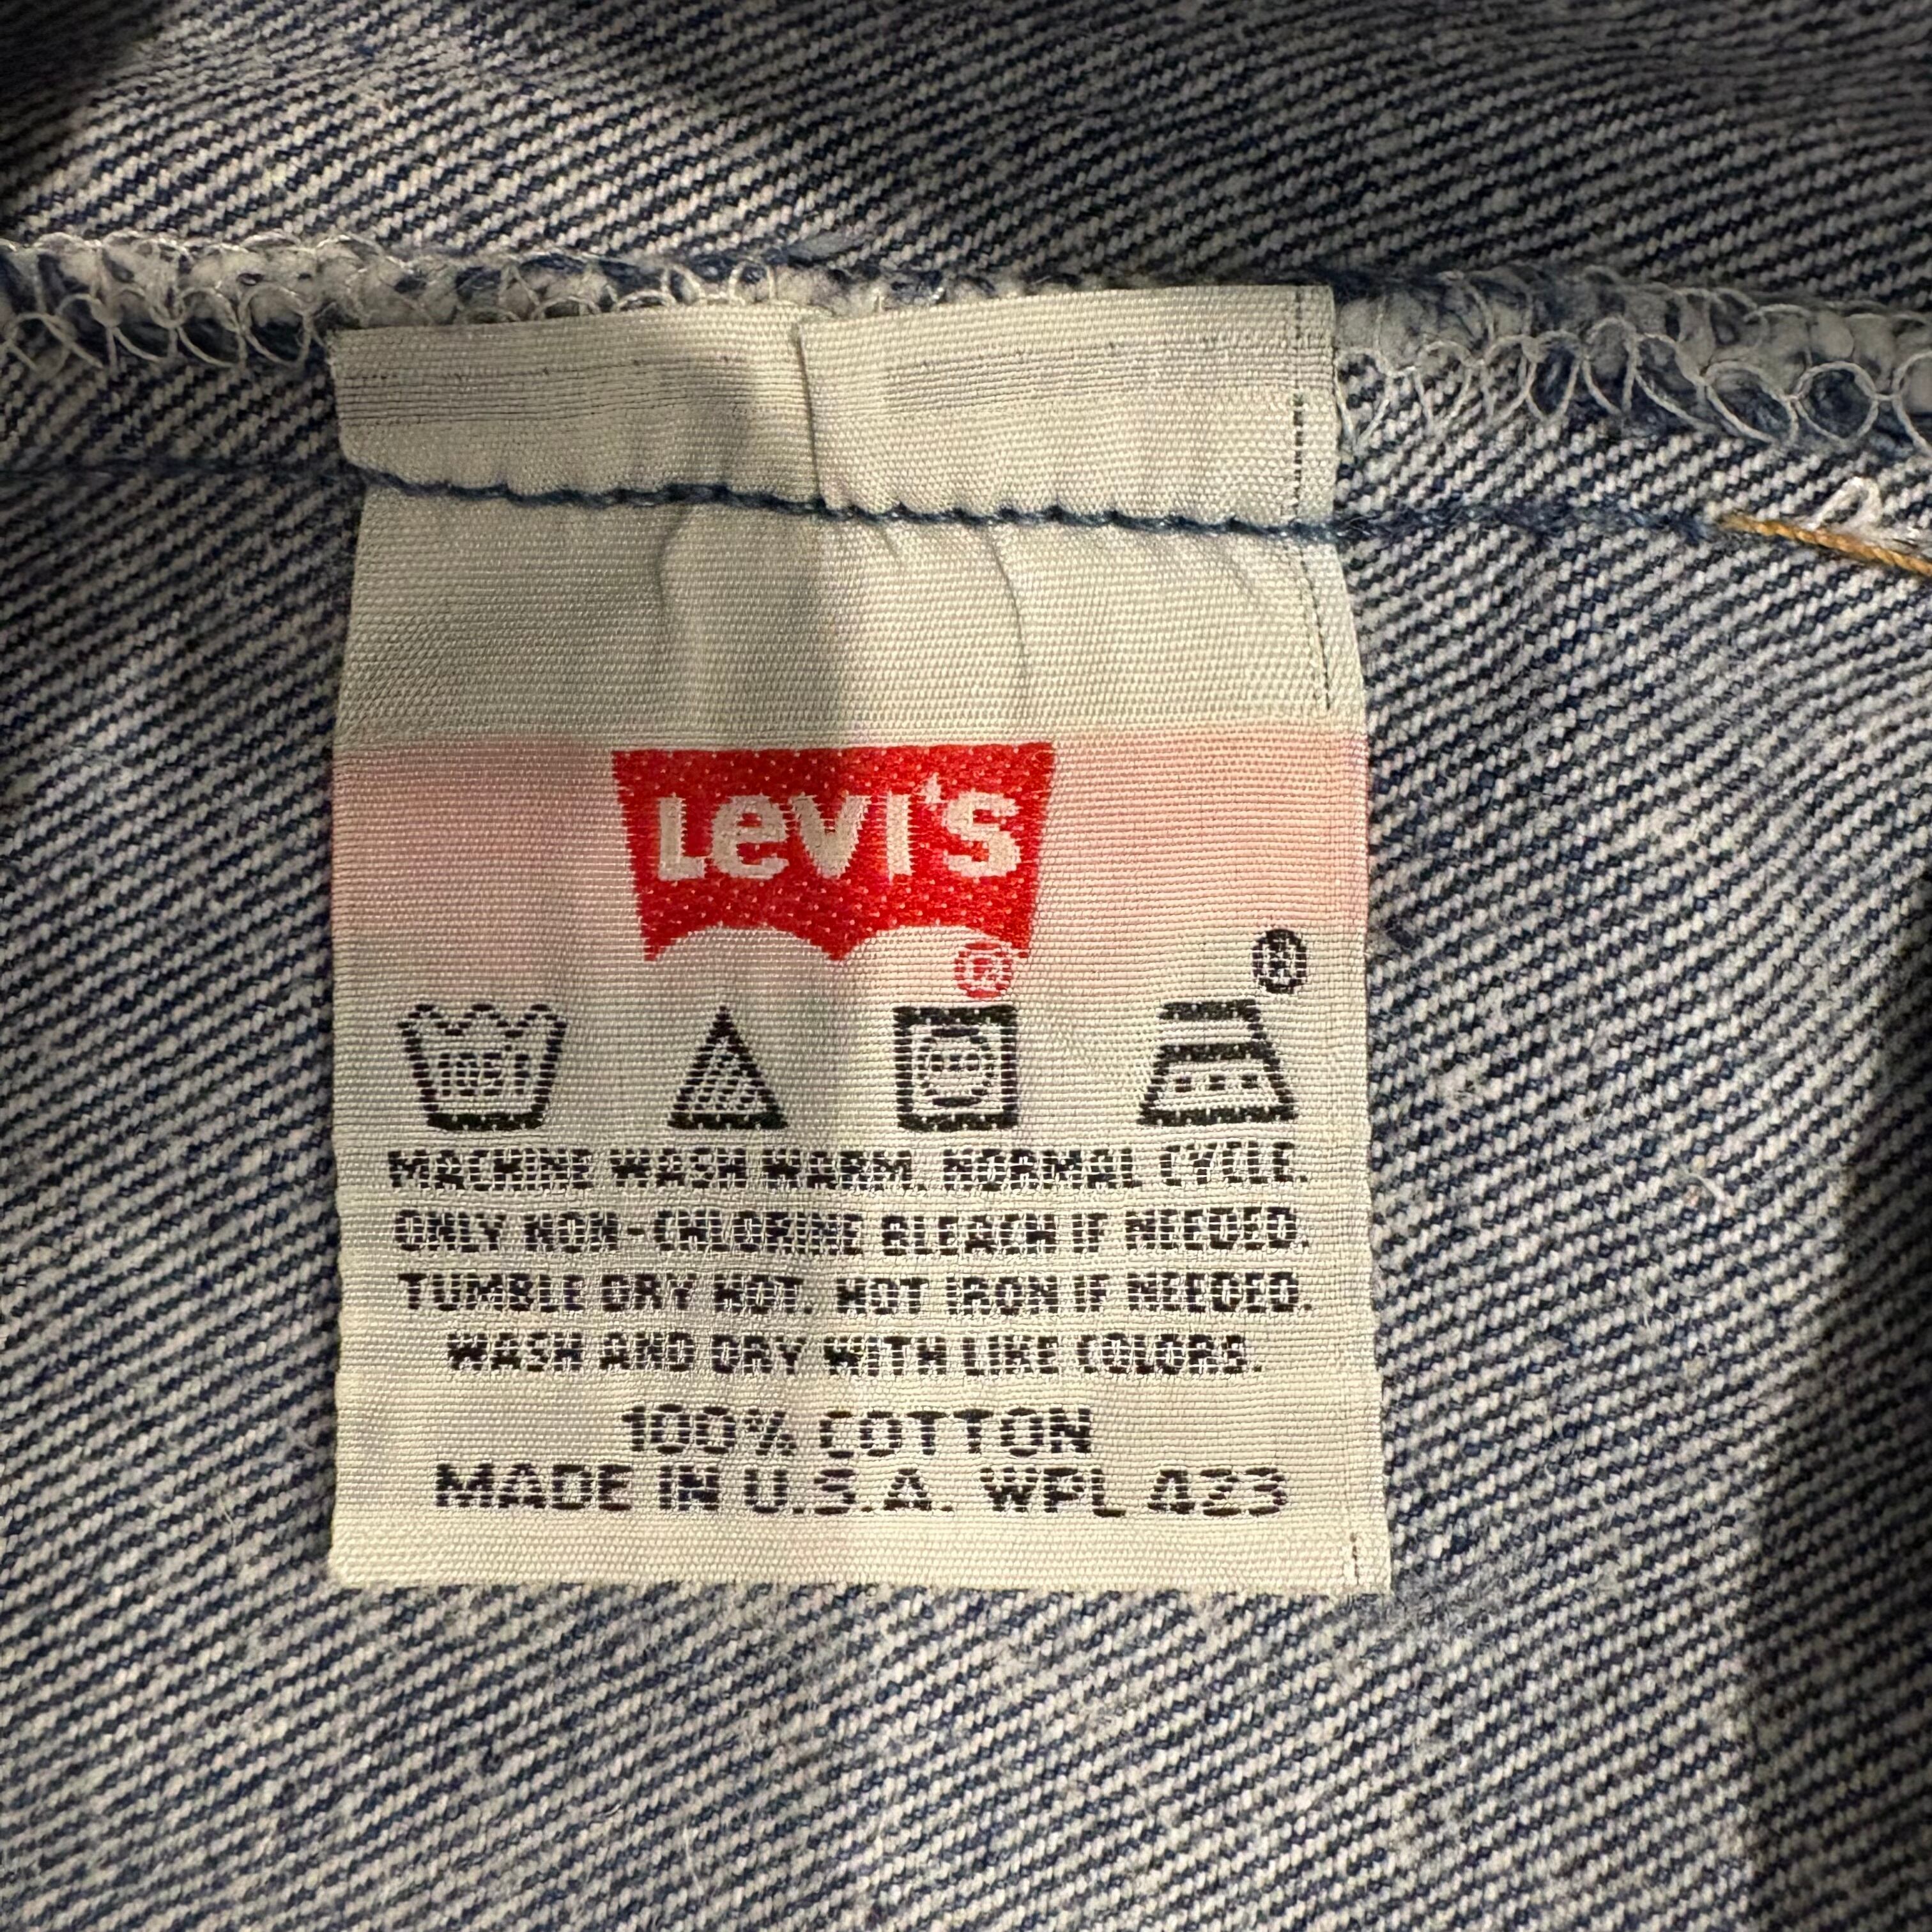 LEVI'S
®
®
105F
MACHINE WASH WARM. NORMAL CYCLE.
ONLY NON-CHLORINE BLEACH IF NEEDED.
TUMBLE DRY HOT. HOT IRON IF NEEDED.
WASH AND DRY WITH LIKE COLORS.
100% COTTON
MADE IN U.S.A. WPL 423